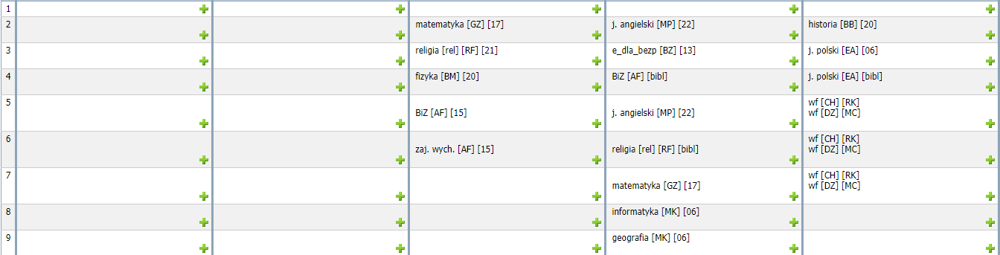 1
2
matematyka [GZ] [17]
j. angielski [MP] [22]
historia [BB] [20]
3
religia [rel] [RF] [21]
e_dla_bezp [BZ] [13]
j. polski [EA] [06]
4
fizyka [BM] [20]
BiZ [AF] [bibl]
j. polski [EA] [bibl]
5
BiZ [AF] [15]
j. angielski [MP] [22]
wf [CH] [RK]
wf [DZ] [MC]
6
zaj. wych. [AF] [15]
religia [rel] [RF] [bibl]
wf [CH] [RK]
wf [DZ] [MC]
7
matematyka [GZ] [17]
wf [CH] [RK]
wf [DZ] [MC]
8
informatyka [MK] [06]
9
geografia [MK] [06]